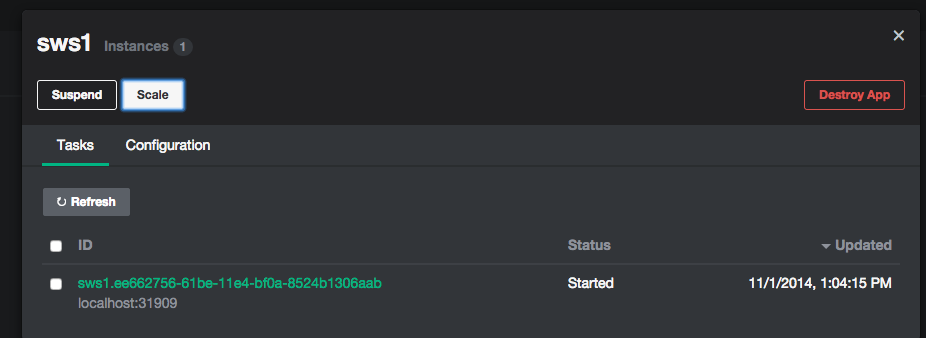 sws1 Instances 1
×
Suspend Scale Destroy App
Tasks Configuration
Refresh
ID Status Updated
sws1.ee662756-61be-11e4-bf0a-8524b1306aab Started 11/1/2014, 1:04:15 PM
localhost:31909